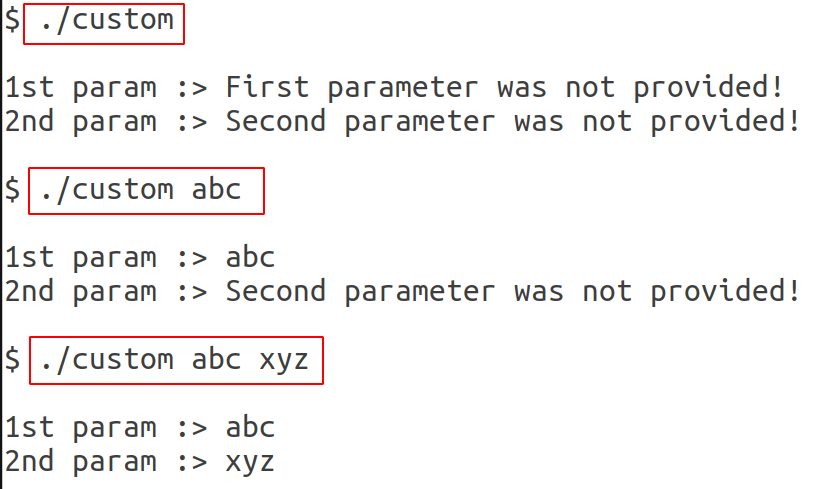 $ ./custom
1st param :> First parameter was not provided!
2nd param :> Second parameter was not provided!
$ ./custom abc
1st param :> abc
2nd param :> Second parameter was not provided!
$ ./custom abc xyz
1st param :> abc
2nd param :> xyz